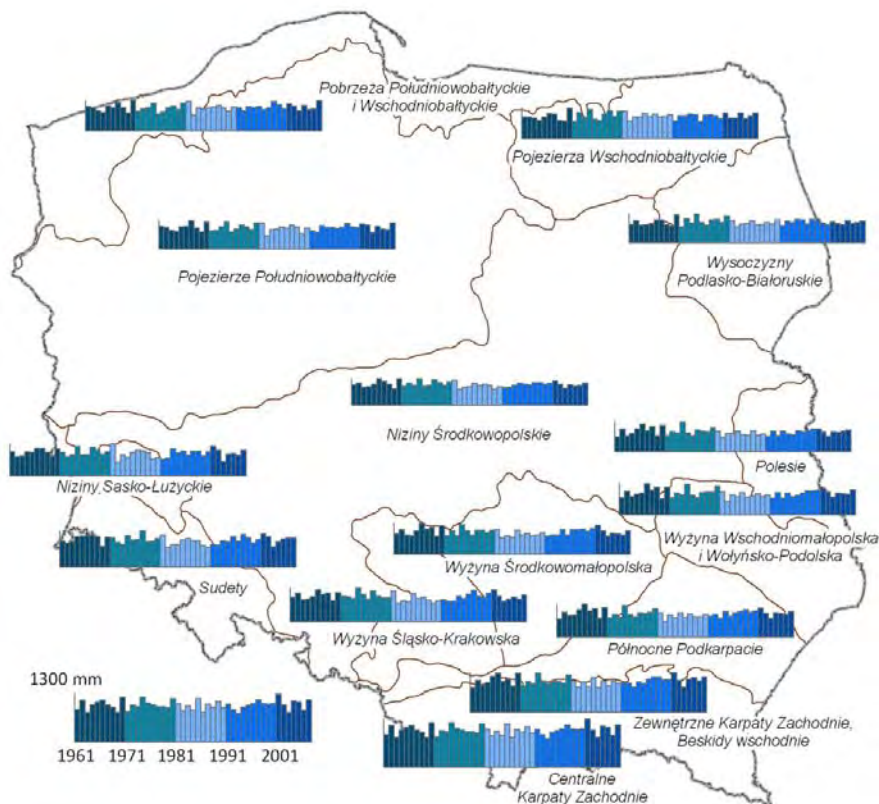 Pobrzeża Południowobałtyckie
i Wschodniobałtyckie
Pojezierza Wschodniobałtyckie
Pojezierze Południowobałtyckie
Wysoczyzny
Podlasko-Białoruskie
Niziny Środkowopolskie
Polesie
Niziny Sasko-Łużyckie
Wyżyna Wschodniomałopolska
i Wołyńsko-Podolska
Wyżyna Środkowomałopolska
Sudety
Wyżyna Śląsko-Krakowska
Północne Podkarpacie
1300 mm
Zewnętrzne Karpaty Zachodnie,
Beskidy wschodnie
1961 1971 1981 1991 2001
Centralne
Karpaty Zachodnie